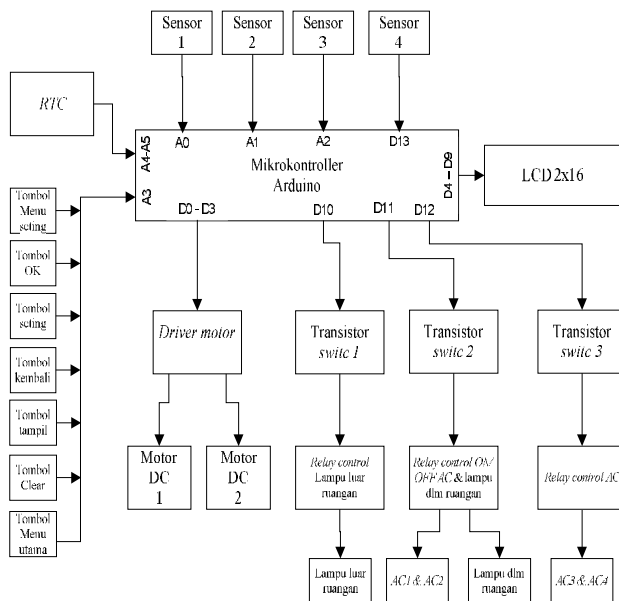 Sensor
1
Sensor
2
Sensor
3
Sensor
4
RTC
A4-A5
A0
A1
A2
D13
Mikrokontroller
Arduino
D4 – D9
LCD 2x16
A3
D0 - D3
D10
D11
D12
Tombol
Menu
seting
Tombol
OK
Tombol
seting
Tombol
kembali
Tombol
tampil
Tombol
Clear
Tombol
Menu
utama
Driver motor
Transistor
switc 1
Transistor
switc 2
Transistor
switc 3
Motor
DC
1
Motor
DC
2
Relay control
Lampu luar
ruangan
Relay control ON/
OFF AC & lampu
dlm ruangan
Relay control AC
Lampu luar
ruangan
AC1 & AC2
Lampu dlm
ruangan
AC3 & AC4